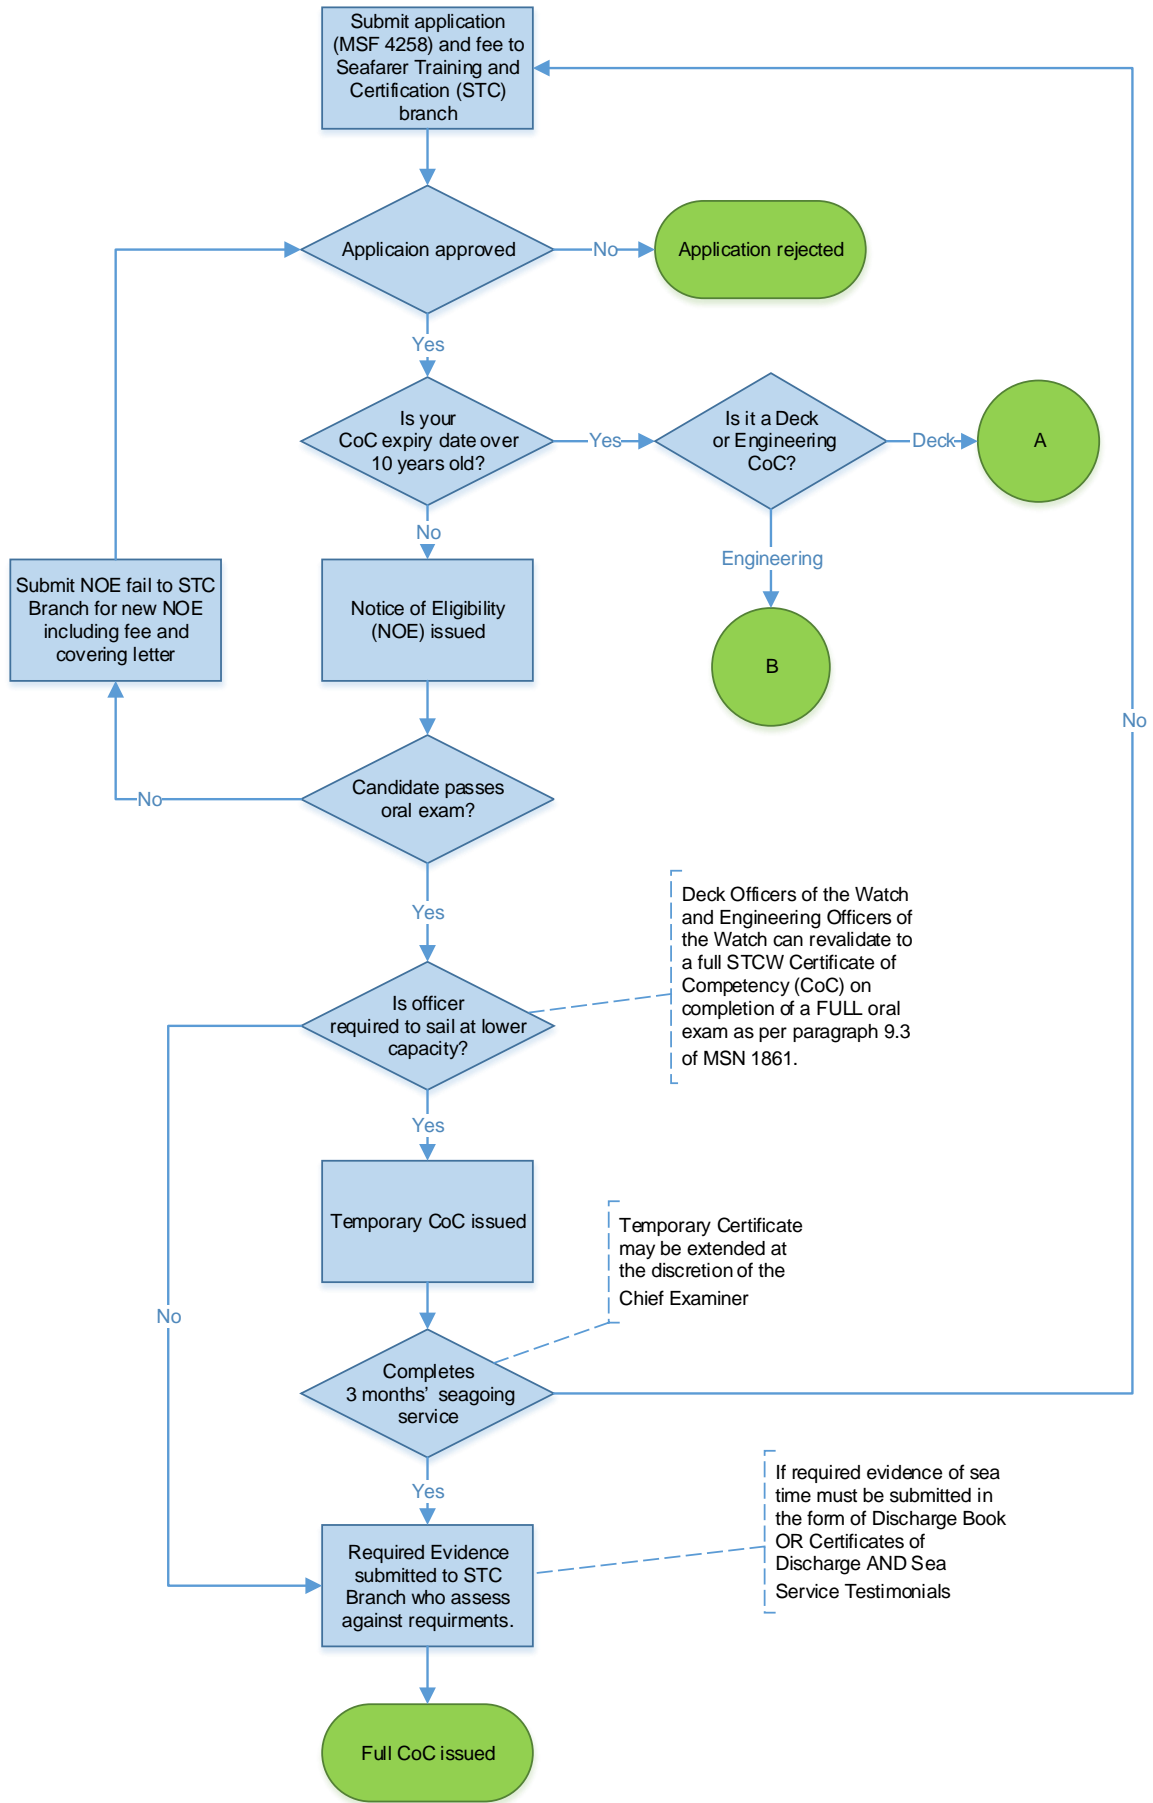 Submit application
(MSF 4258) and fee to
Seafarer Training and
Certification (STC)
branch
Applicaion approved
No
Application rejected
Yes
Is your
CoC expiry date over
10 years old?
Yes
Is it a Deck
or Engineering
CoC?
Deck
A
No
Engineering
B
Submit NOE fail to STC
Branch for new NOE
including fee and
covering letter
Notice of Eligibility
(NOE) issued
No
Candidate passes
oral exam?
No
Yes
Deck Officers of the Watch
and Engineering Officers of
the Watch can revalidate to
a full STCW Certificate of
Competency (CoC) on
completion of a FULL oral
exam as per paragraph 9.3
of MSN 1861.
Is officer
required to sail at lower
capacity?
Yes
Temporary CoC issued
Temporary Certificate
may be extended at
the discretion of the
Chief Examiner
No
Completes
3 months’ seagoing
service
Yes
If required evidence of sea
time must be submitted in
the form of Discharge Book
OR Certificates of
Discharge AND Sea
Service Testimonials
Required Evidence
submitted to STC
Branch who assess
against requirments.
Full CoC issued